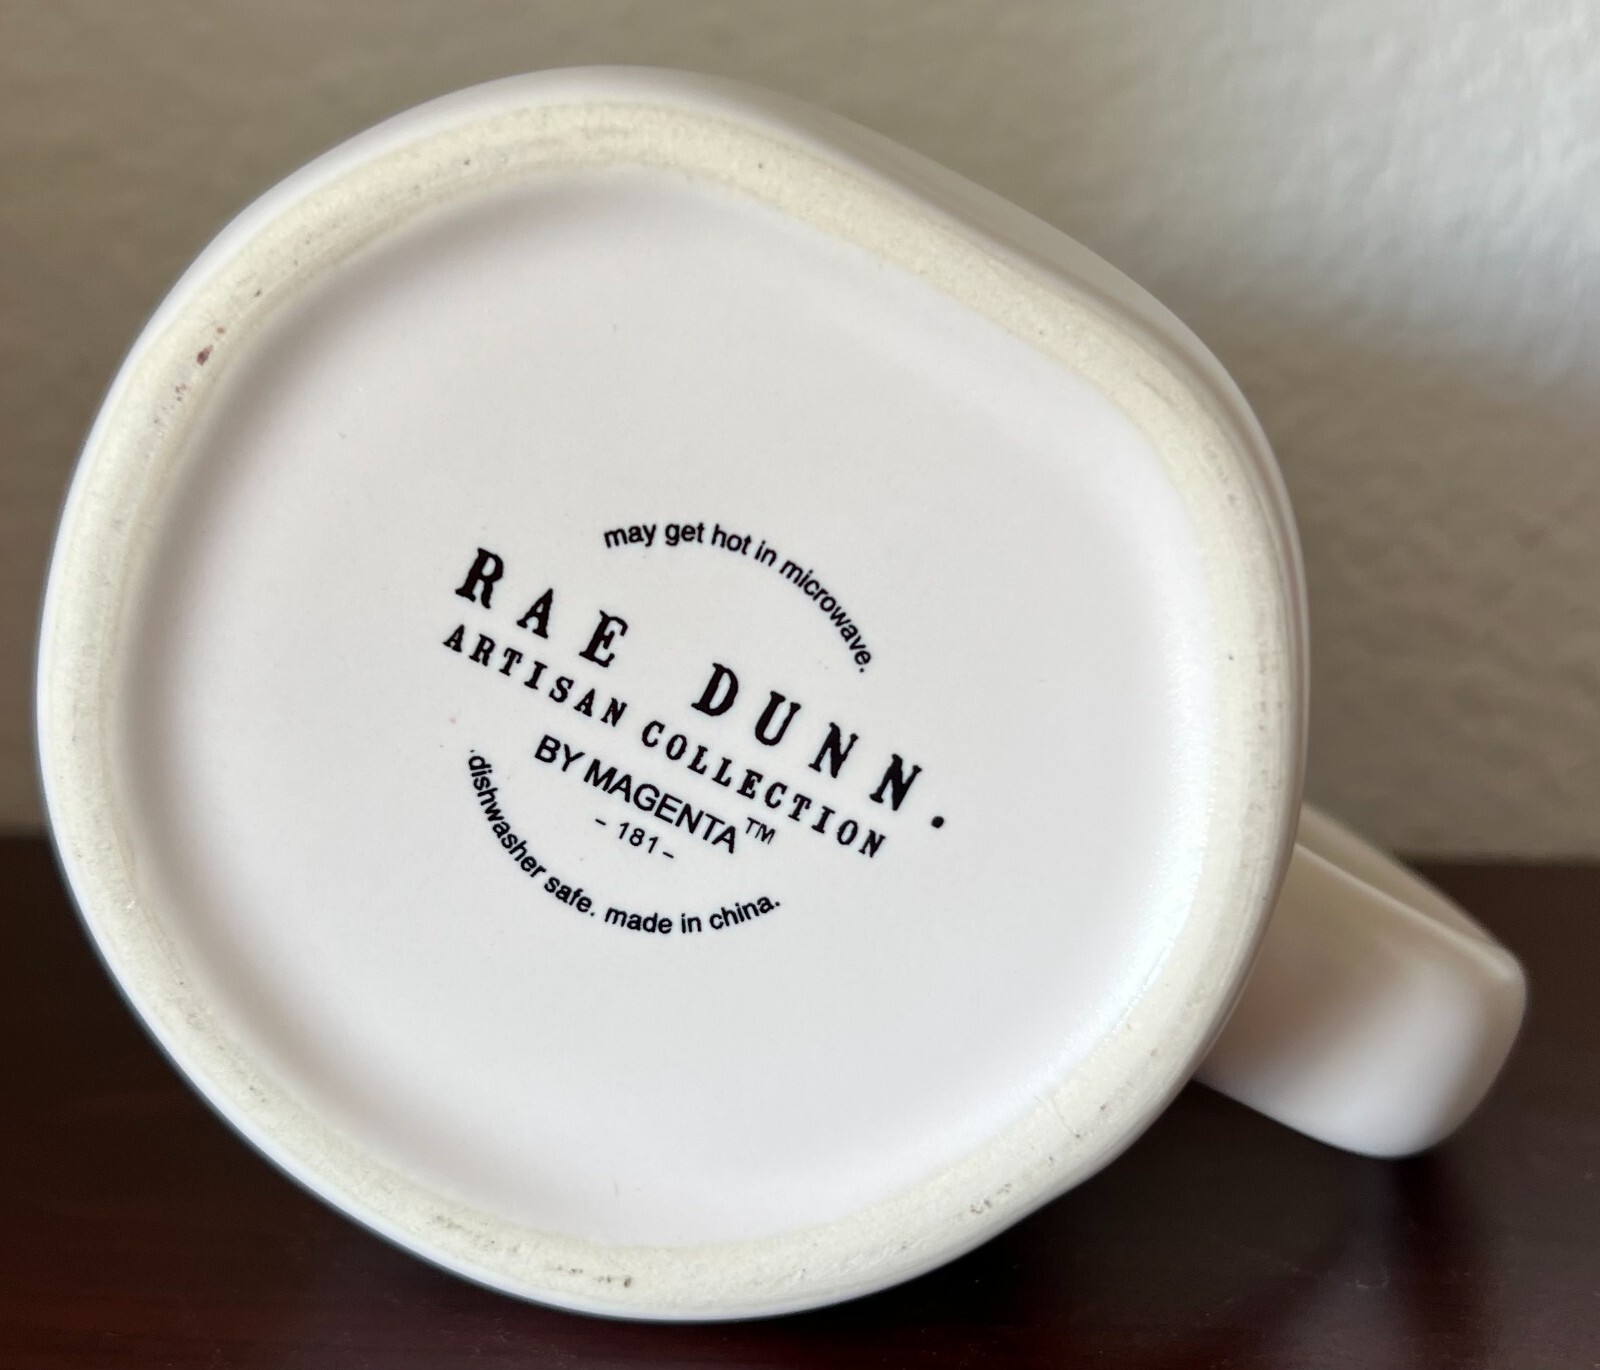 may get hot in microwave.
RAE DUNN.
ARTISAN COLLECTION
BY MAGENTA™
- 181 -
dishwasher safe. made in china.